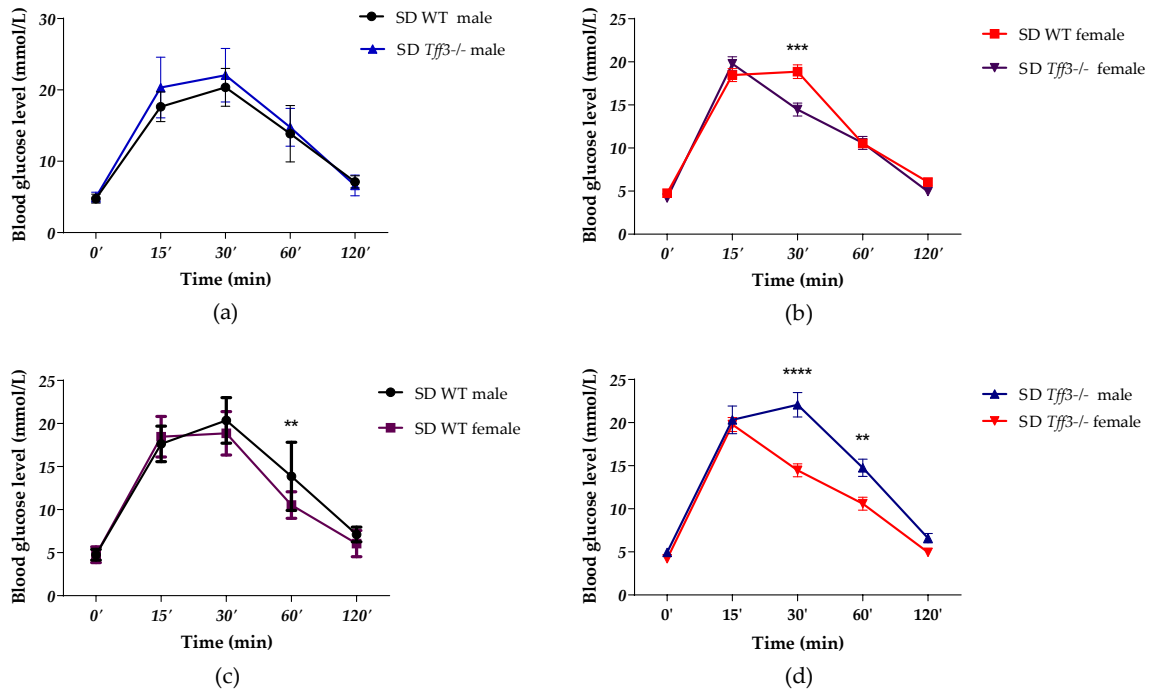 SD WT male
SD Tff3-/- male
Blood glucose level (mmol/L)
30
20
10
0
0′ 15′ 30′ 60′ 120′
Time (min)
(a)
SD WT female
SD Tff3-/- female
***
Blood glucose level (mmol/L)
25
20
15
10
5
0
0′ 15′ 30′ 60′ 120′
Time (min)
(b)
SD WT male
SD WT female
**
Blood glucose level (mmol/L)
25
20
15
10
5
0
0′ 15′ 30′ 60′ 120′
Time (min)
(c)
SD Tff3-/- male
SD Tff3-/- female
****
**
Blood glucose level (mmol/L)
25
20
15
10
5
0
0' 15' 30' 60' 120'
Time (min)
(d)